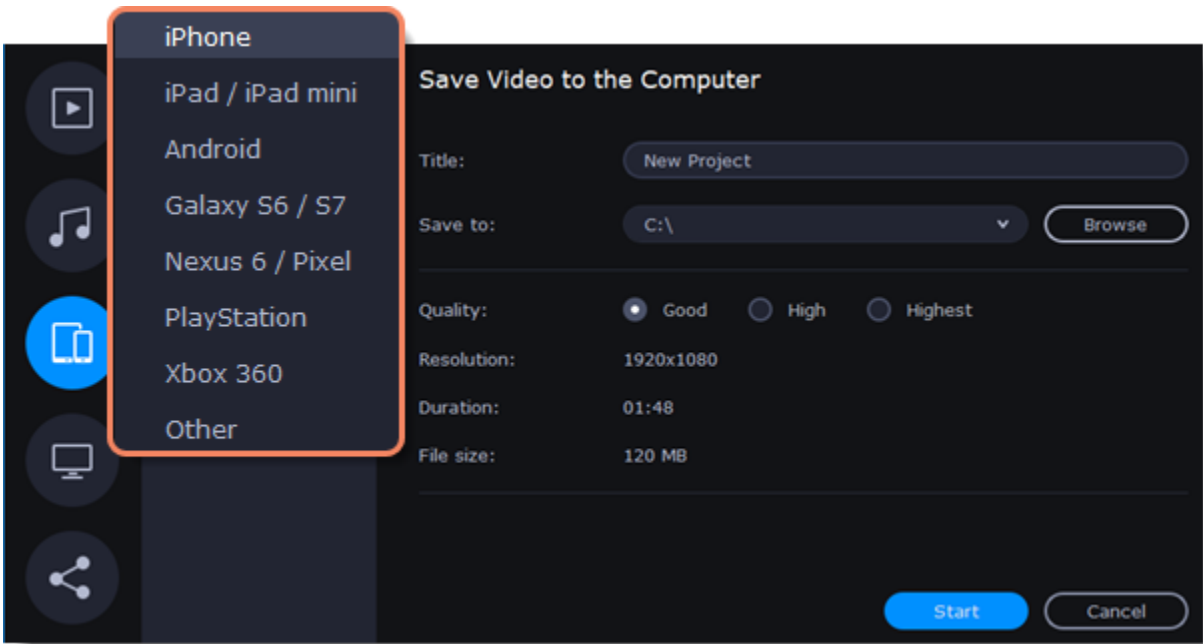 iPhone
iPad / iPad mini
Android
Galaxy S6 / S7
Nexus 6 / Pixel
PlayStation
Xbox 360
Other
Save Video to the Computer
Title: New Project
Save to: C:\ Browse
Quality: Good High Highest
Resolution: 1920x1080
Duration: 01:48
File size: 120 MB
Start Cancel